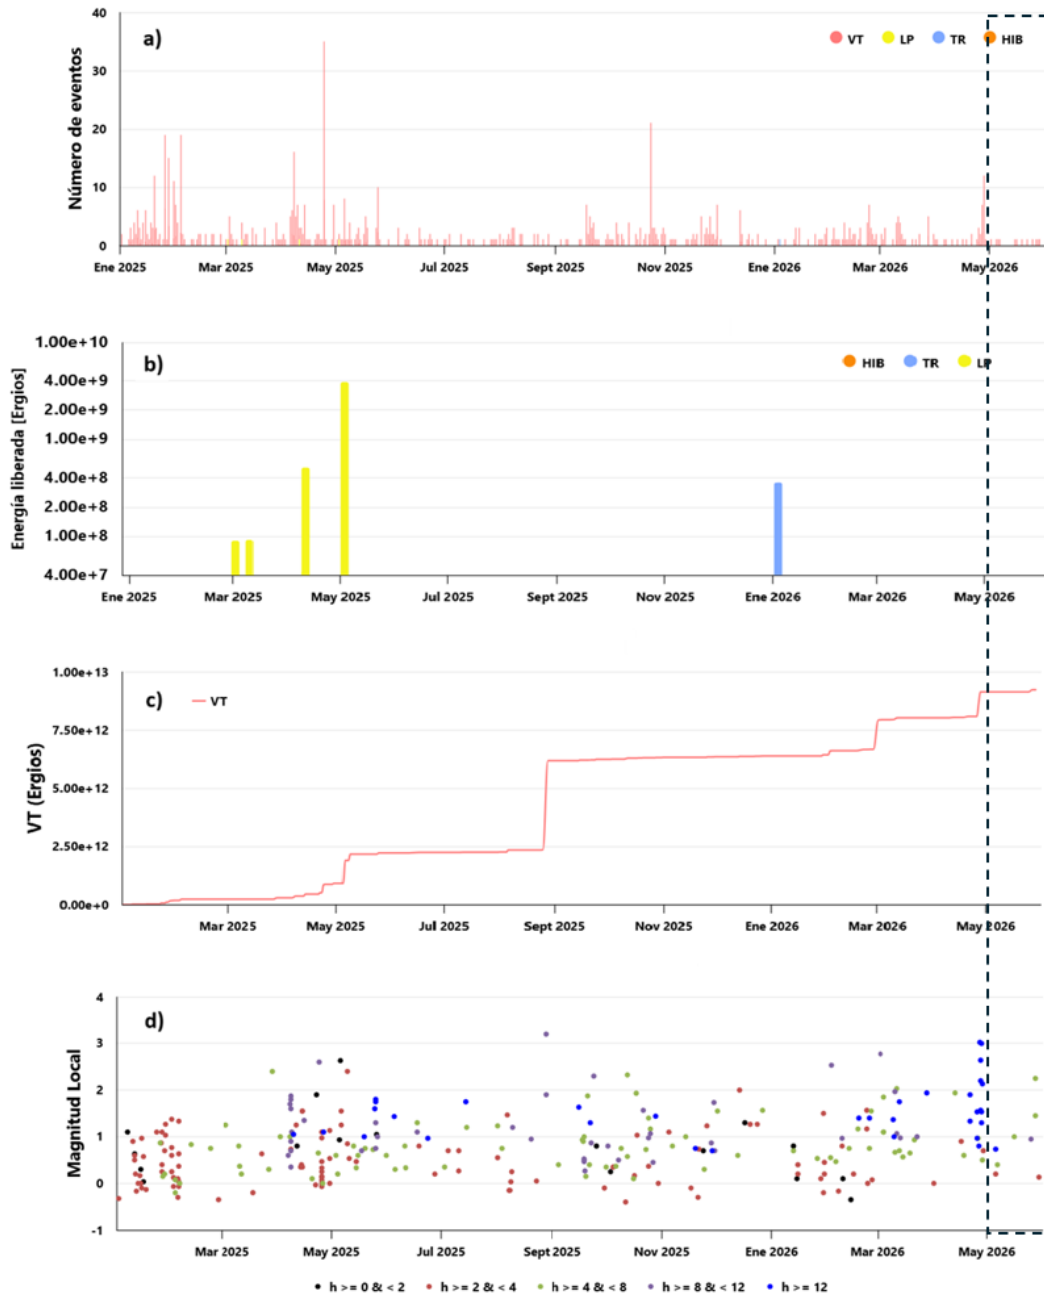 a)
VT LP TR HIB
Número de eventos
40
30
20
10
0
Ene 2025 Mar 2025 May 2025 Jul 2025 Sept 2025 Nov 2025 Ene 2026 Mar 2026 May 2026
b)
HIB TR LP
Energía liberada [Ergios]
1.00e+10
4.00e+9
2.00e+9
1.00e+9
4.00e+8
2.00e+8
1.00e+8
4.00e+7
Ene 2025 Mar 2025 May 2025 Jul 2025 Sept 2025 Nov 2025 Ene 2026 Mar 2026 May 2026
c)
VT
VT (Ergios)
1.00e+13
7.50e+12
5.00e+12
2.50e+12
0.00e+0
Mar 2025 May 2025 Jul 2025 Sept 2025 Nov 2025 Ene 2026 Mar 2026 May 2026
d)
Magnitud Local
4
3
2
1
0
-1
Mar 2025 May 2025 Jul 2025 Sept 2025 Nov 2025 Ene 2026 Mar 2026 May 2026
h >= 0 & < 2 h >= 2 & < 4 h >= 4 & < 8 h >= 8 & < 12 h >= 12